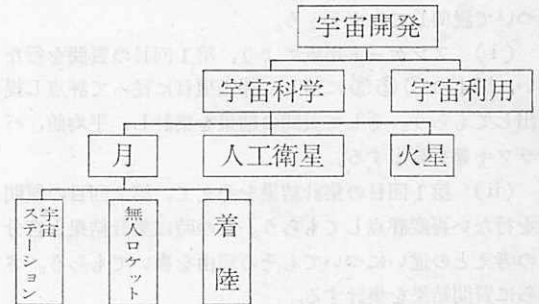 宇宙開発
宇宙科学
宇宙利用
月
人工衛星
火星
宇宙
ステーション
無人ロケット
着陸